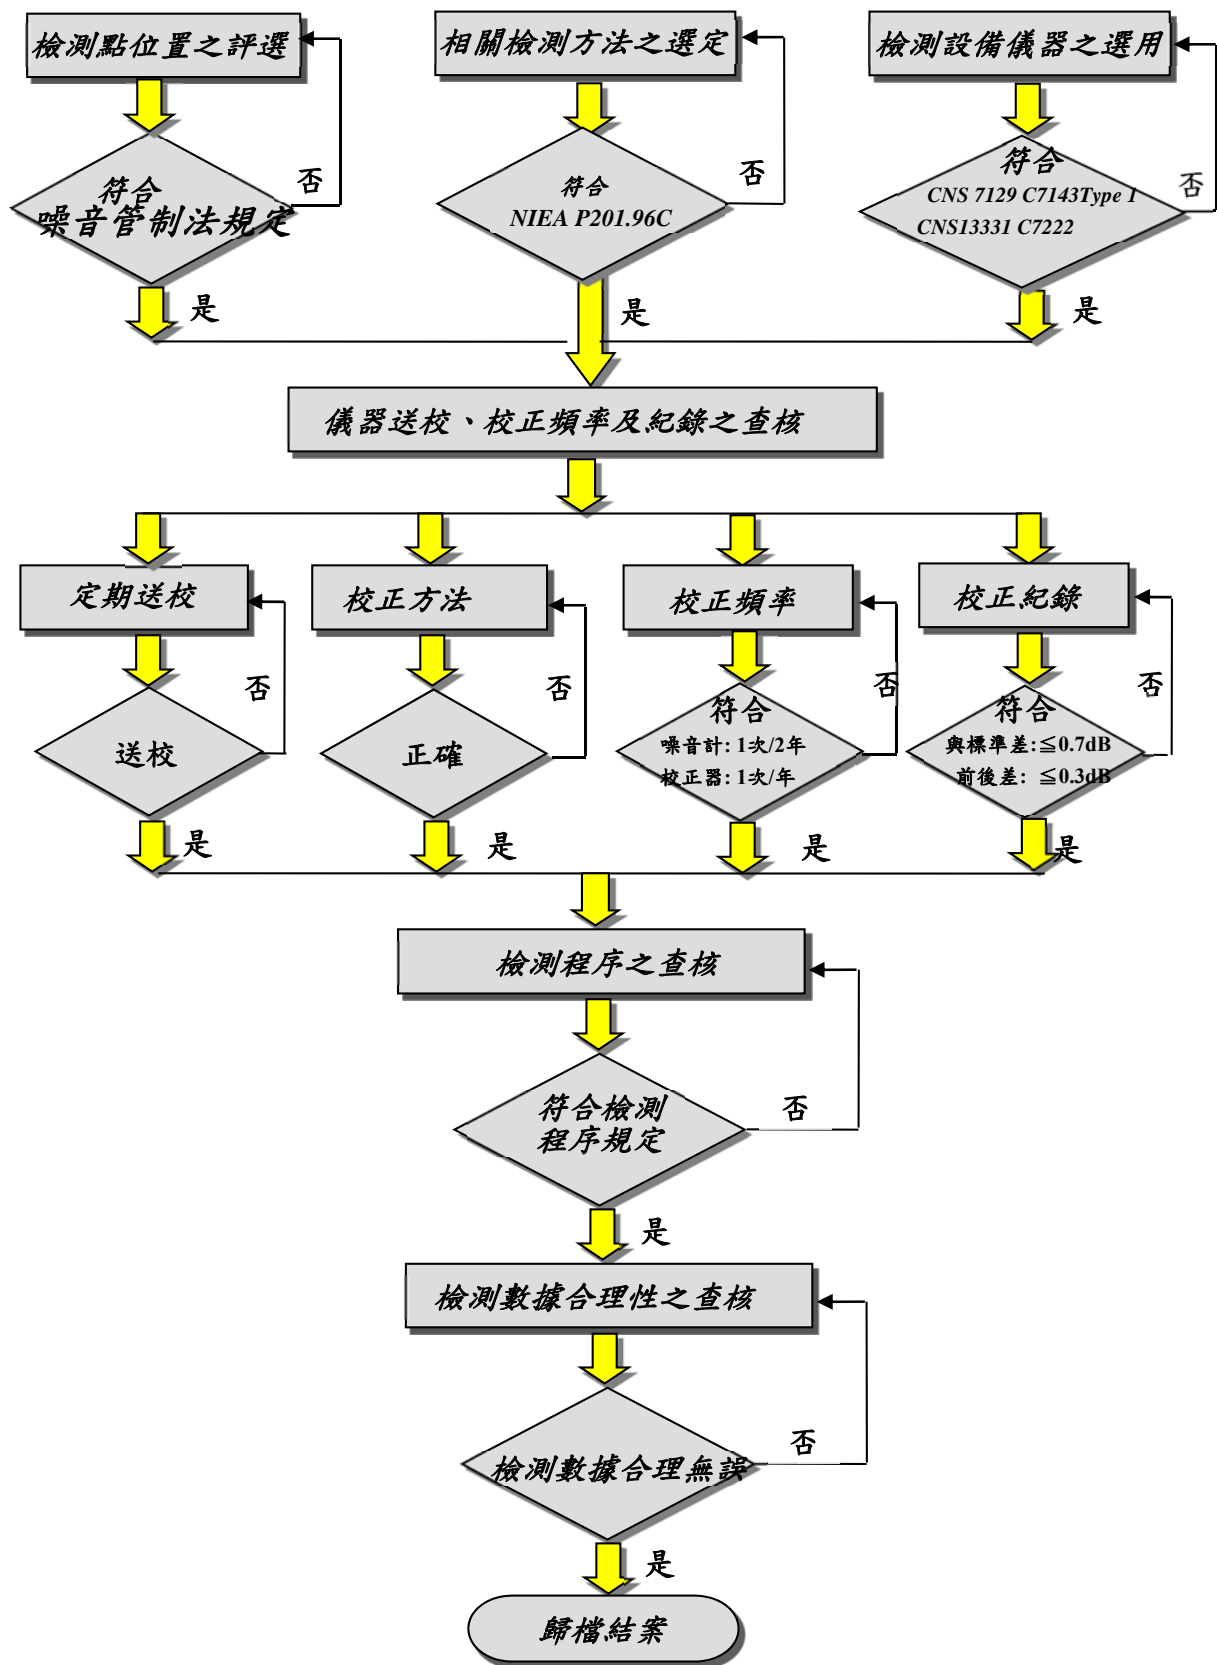 檢測點位置之評選
相關檢測方法之選定
檢測設備儀器之選用
符合
噪音管制法規定
否
符合
NIEA P201.96C
否
符合
CNS 7129 C7143Type 1
CNS13331 C7222
否
是
是
是
儀器送校、校正頻率及紀錄之查核
定期送校
校正方法
校正頻率
校正紀錄
送校
否
正確
否
符合
噪音計: 1次/2年
校正器: 1次/年
否
符合
與標準差:≦0.7dB
前後差: ≦0.3dB
否
是
是
是
是
檢測程序之查核
符合檢測
程序規定
否
是
檢測數據合理性之查核
檢測數據合理無誤
否
是
歸檔結案